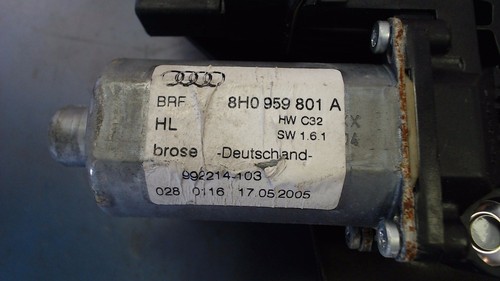 BRF 8H0 959 801 A
HL HW C32
SW 1.6.1
brose -Deutschland-
992214-103
028 0116 17.05.2005